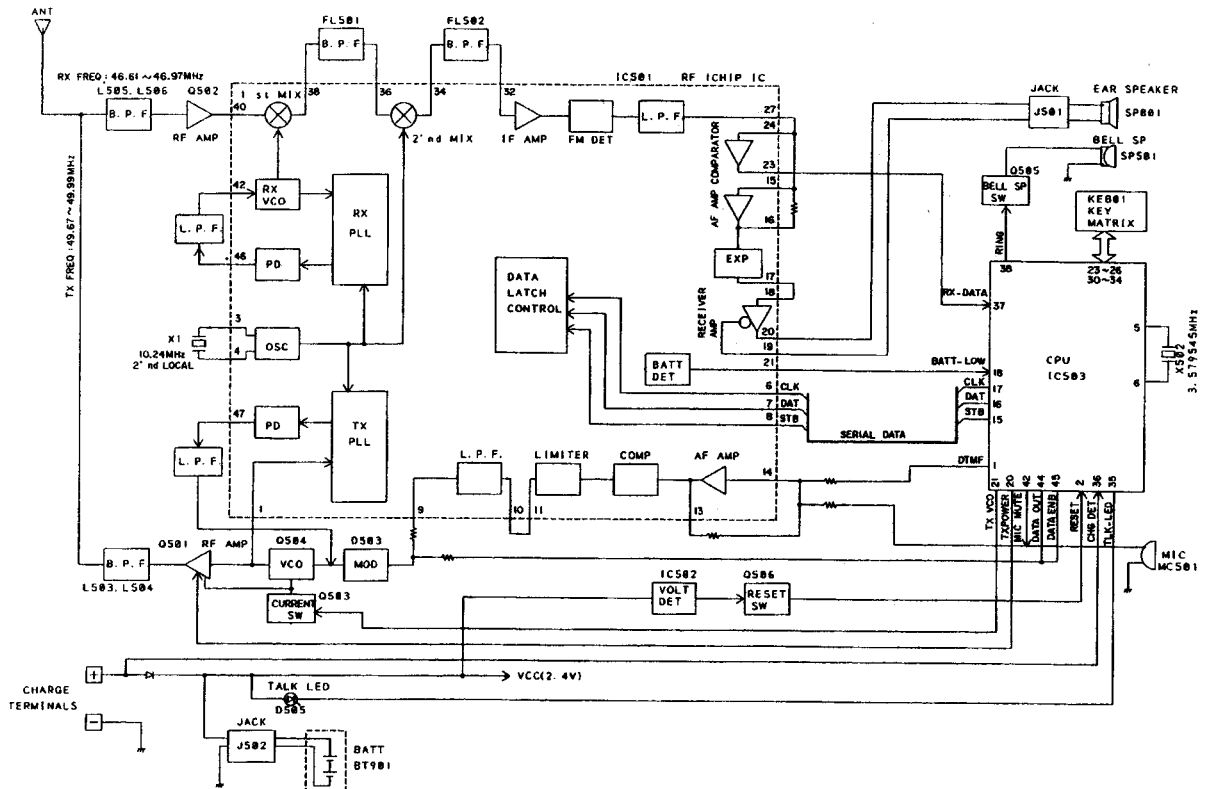 ANT
FL501
FL502
B. P. F
B. P. F
RX FREQ: 46.61～46.97MHz
L505, L506
Q502
B. P. F
RF AMP
40
1 st MIX
38
36
34
32
2'nd MIX
IF AMP
FM DET
L. P. F
IC501 RF ICHIP IC
27
24
23
COMPARATOR
15
AF AMP
16
EXP
17
18
RECEIVER
AMP
20
19
21
JACK
J501
EAR SPEAKER
SP801
BELL SP
SP501
Q505
BELL SP
SW
RING
KEB01
KEY
MATRIX
38
23~26
30~34
RX-DATA
37
CPU
IC503
5
6
X502
3.579545MHz
BATT-LOW
18
17
16
15
CLK
DAT
STB
SERIAL DATA
DTMF
1
42
RX
VCO
RX
PLL
L. P. F.
46
PD
TX FREQ: 49.67～49.99MHz
3
4
X1
10.24MHz
2'nd LOCAL
OSC
DATA
LATCH
CONTROL
BATT
DET
6 CLK
7 DAT
8 STB
47
PD
TX
PLL
L. P. F.
L. P. F.
LIMITER
COMP
AF AMP
14
13
1
9
10
11
21
20
42
44
45
2
36
35
TX VCO
TXPOWER
MIC MUTE
DATA OUT
DATA ENB
RESET
CHG DET
TLK-LED
MIC
MC501
Q501 RF AMP
B. P. F
L503, L504
Q504
VCO
D503
MOD
Q503
CURRENT
SW
IC502
VOLT
DET
Q506
RESET
SW
+
VCC(2. 4V)
CHARGE
TERMINALS
-
TALK LED
D505
JACK
J502
BATT
BT901